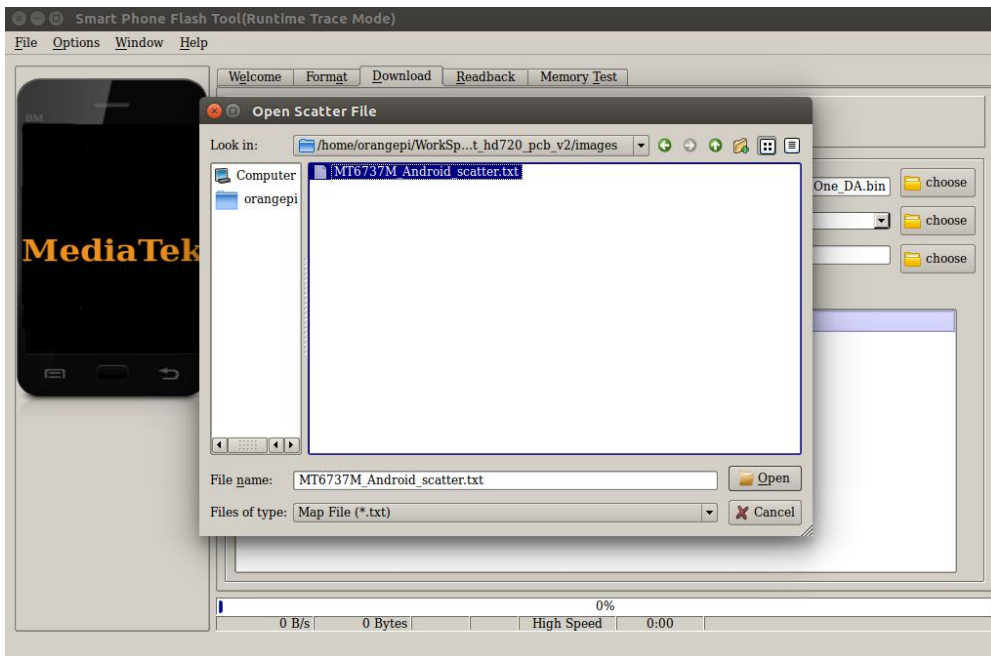 Smart Phone Flash Tool(Runtime Trace Mode)
File Options Window Help
Welcome Format Download Readback Memory Test
BM
MediaTek
Open Scatter File
Look in: /home/orangepi/WorkSp...t_hd720_pcb_v2/images
Computer
orangepi
MT6737M_Android_scatter.txt
File name: MT6737M_Android_scatter.txt Open
Files of type: Map File (*.txt) Cancel
One_DA.bin choose
choose
choose
0%
0 B/s 0 Bytes High Speed 0:00